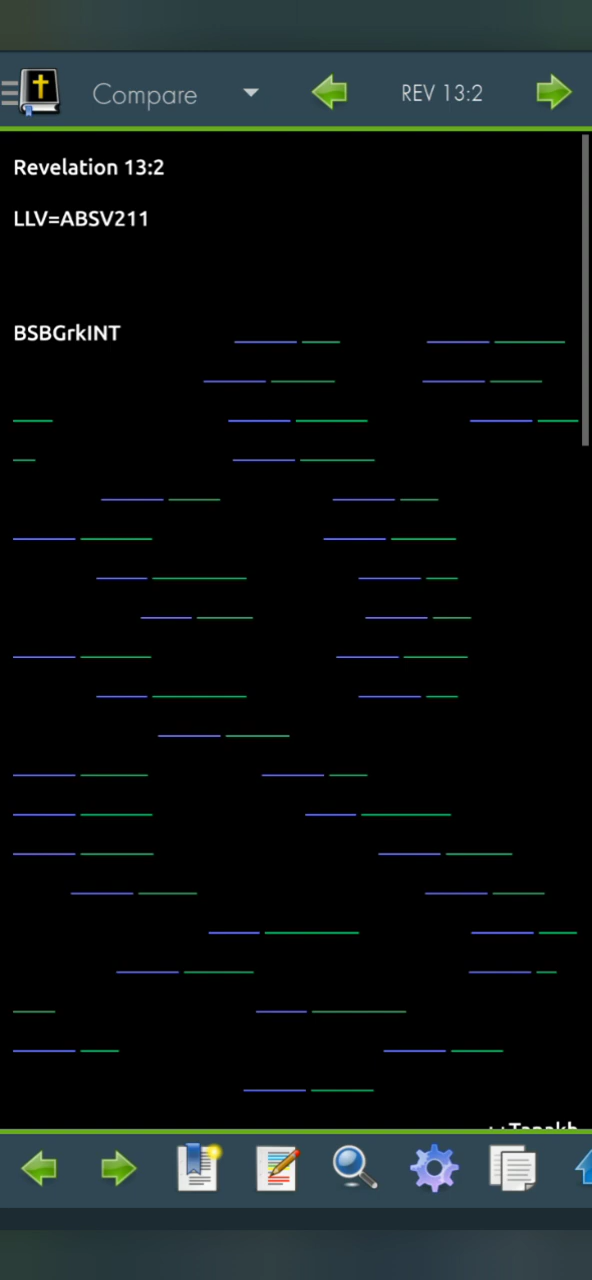 Compare
REV 13:2
Revelation 13:2
LLV=ABSV211
BSBGrkINT